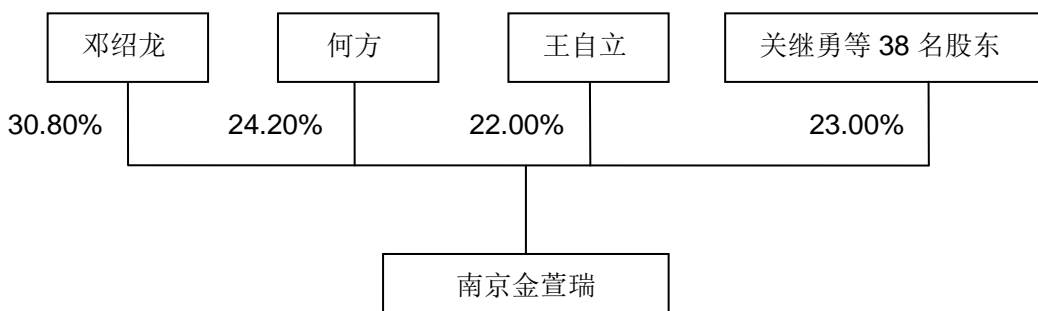 邓绍龙
何方
王自立
关继勇等 38 名股东
30.80%
24.20%
22.00%
23.00%
南京金萱瑞